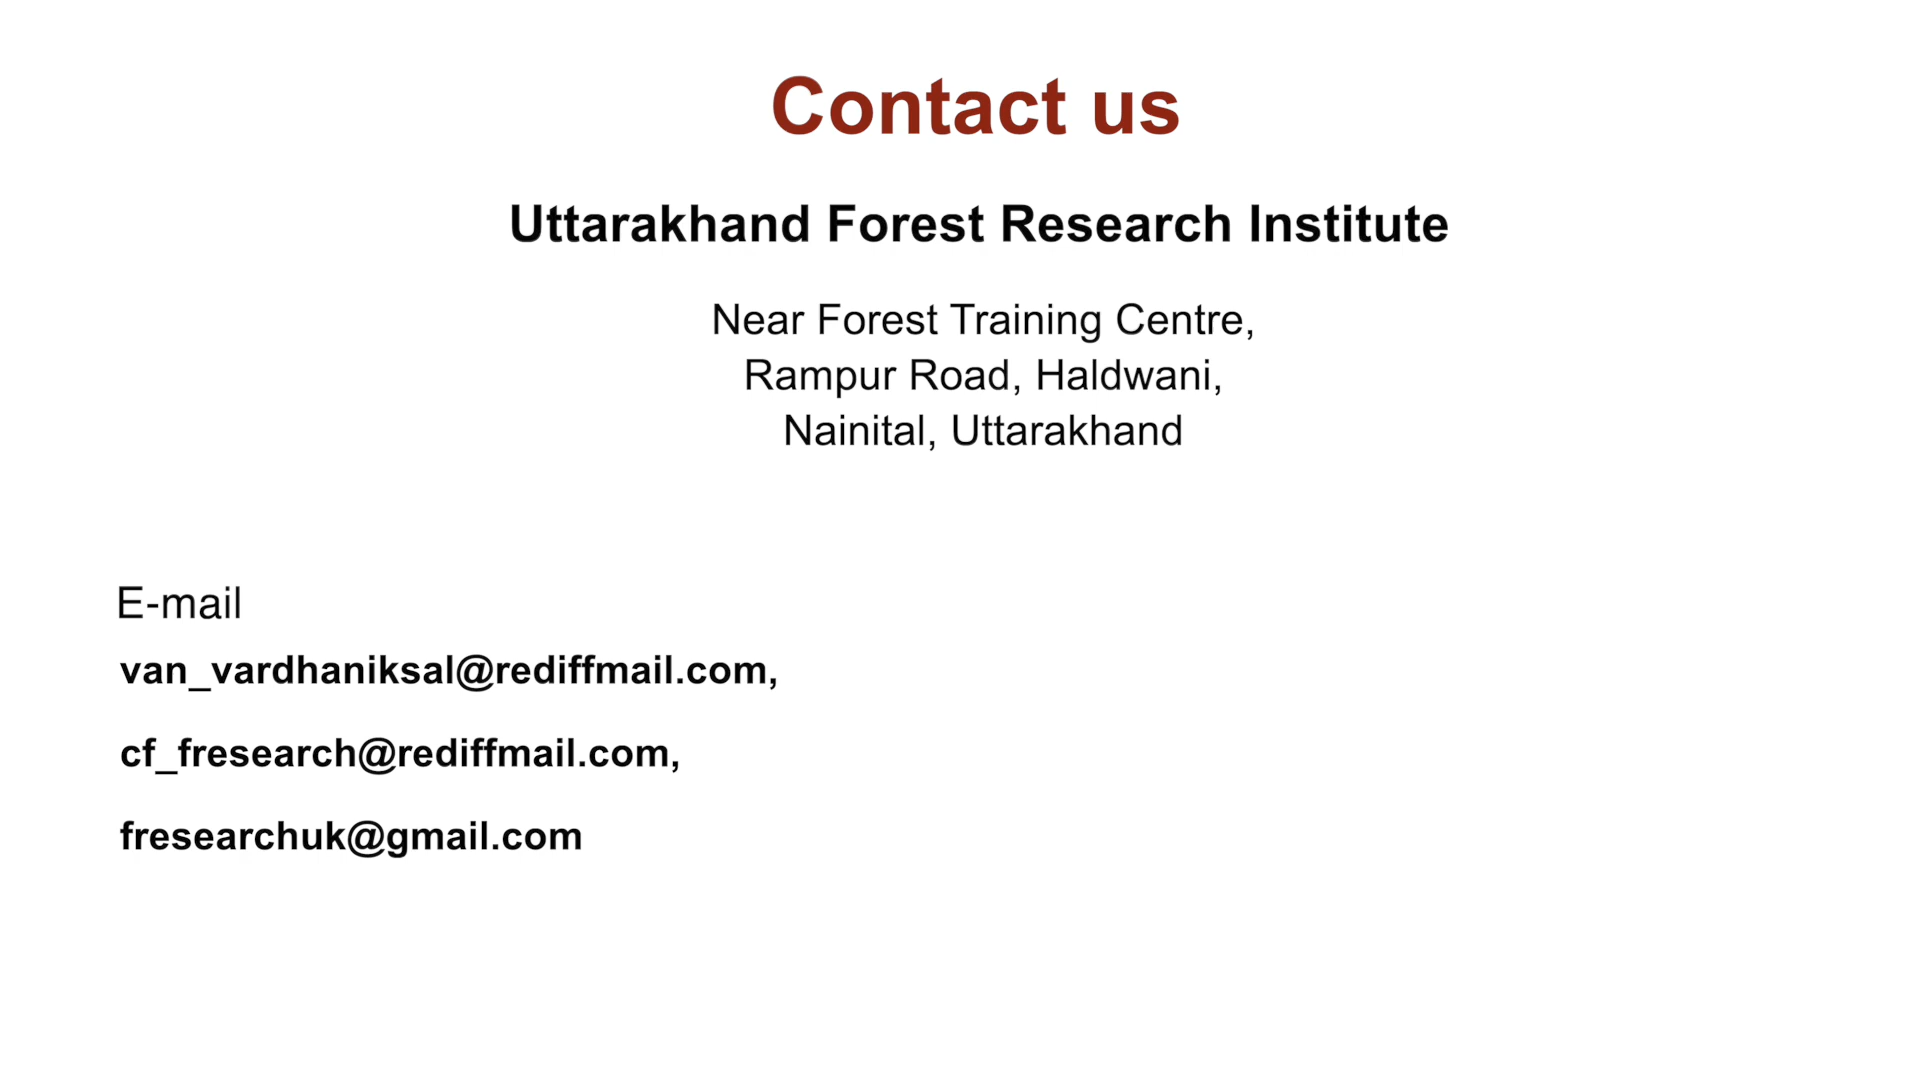 Contact us
Uttarakhand Forest Research Institute
Near Forest Training Centre,
Rampur Road, Haldwani,
Nainital, Uttarakhand
E-mail
van_vardhaniksal@rediffmail.com,
cf_fresearch@rediffmail.com,
fresearchuk@gmail.com